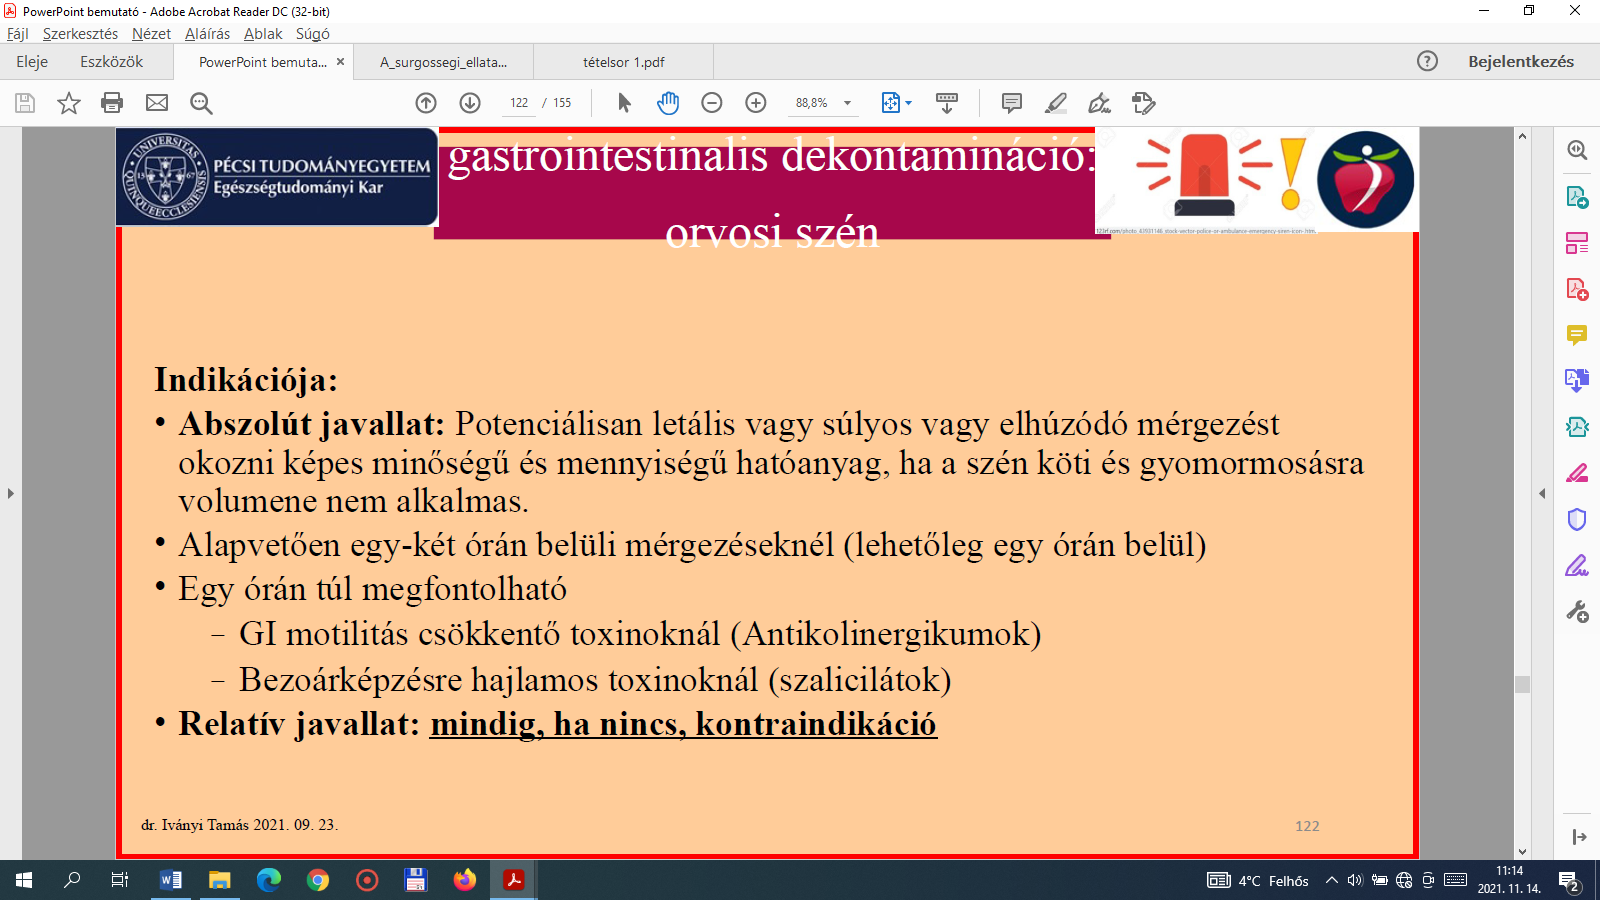 PowerPoint bemutató - Adobe Acrobat Reader DC (32-bit)
Fájl Szerkesztés Nézet Aláírás Ablak Súgó
Eleje Eszközök PowerPoint bemuta... × A_surgossegi_ellata... tételsor 1.pdf Bejelentkezés
122 / 155 88,8%
UNIVERSITAS QUINQUEECCLESIENSIS
PÉCSI TUDOMÁNYEGYETEM
Egészségtudományi Kar
gastrointestinalis dekontamináció:
orvosi szén
Indikációja:
• Abszolút javallat: Potenciálisan letális vagy súlyos vagy elhúzódó mérgezést
okozni képes minőségű és mennyiségű hatóanyag, ha a szén köti és gyomormosásra
volumene nem alkalmas.
• Alapvetően egy-két órán belüli mérgezéseknél (lehetőleg egy órán belül)
• Egy órán túl megfontolható
– GI motilitás csökkentő toxinoknál (Antikolinergikumok)
– Bezoárképzésre hajlamos toxinoknál (szalicilátok)
• Relatív javallat: mindig, ha nincs, kontraindikáció
dr. Iványi Tamás 2021. 09. 23.
122
4°C Felhős
11:14
2021. 11. 14.
2